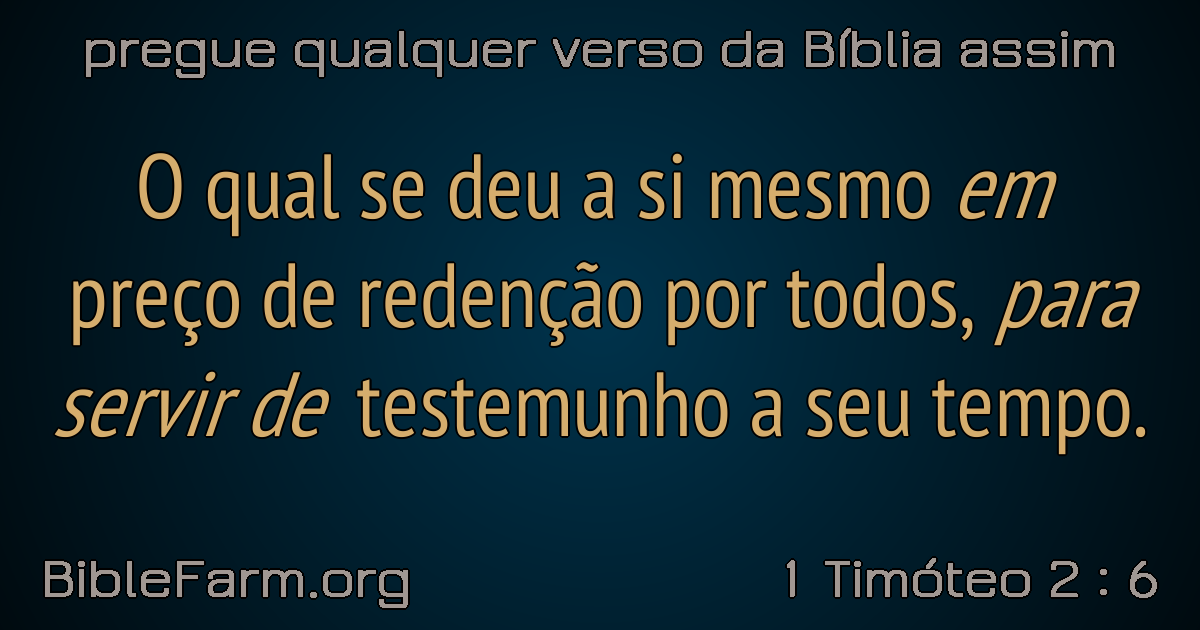 pregue qualquer verso da Bíblia assim
O qual se deu a si mesmo em
preço de redenção por todos, para
servir de testemunho a seu tempo.
BibleFarm.org
1 Timóteo 2 : 6